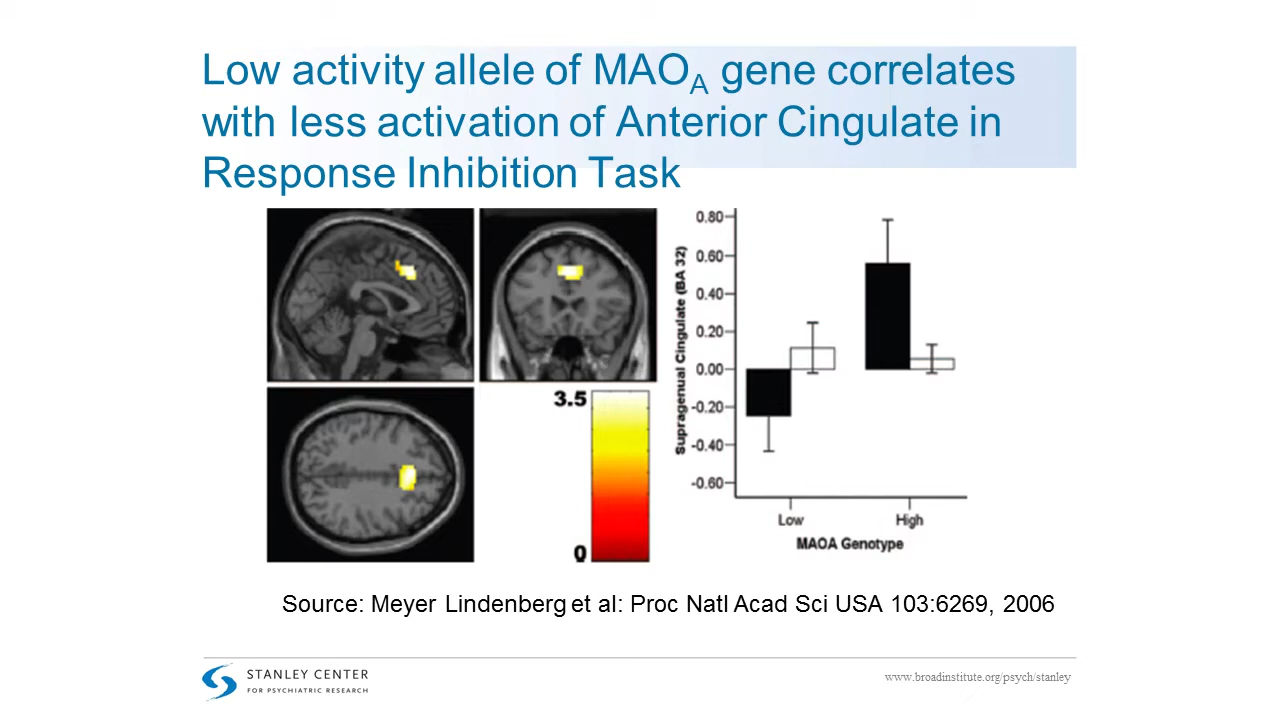 Low activity allele of MAOA gene correlates
with less activation of Anterior Cingulate in
Response Inhibition Task
3.5
0
Supragenual Cingulate (BA 32)
0.80
0.60
0.40
0.20
0.00
-0.20
-0.40
-0.60
Low High
MAOA Genotype
Source: Meyer Lindenberg et al: Proc Natl Acad Sci USA 103:6269, 2006
STANLEY CENTER
FOR PSYCHIATRIC RESEARCH
www.broadinstitute.org/psych/stanley